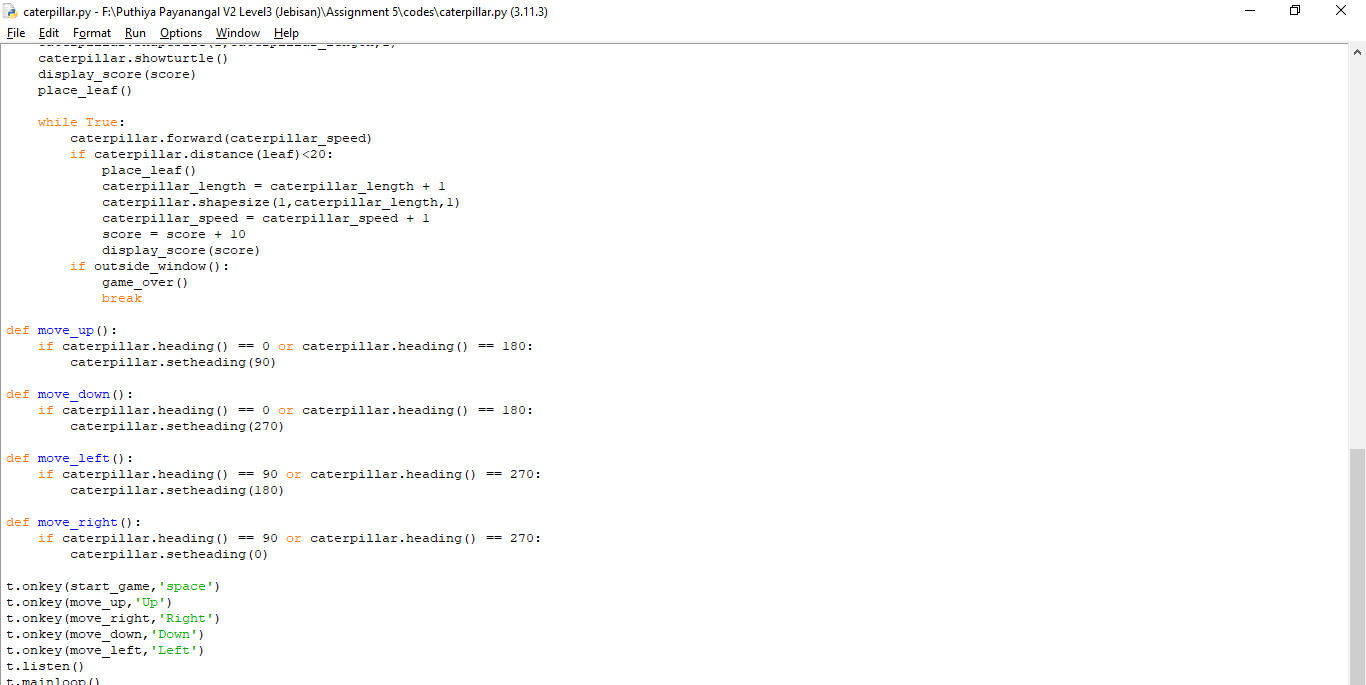 caterpillar.py - F:\Puthiya Payanangal V2 Level3 (Jebisan)\Assignment 5\codes\caterpillar.py (3.11.3)
File Edit Format Run Options Window Help
    caterpillar.showturtle()
    display_score(score)
    place_leaf()

    while True:
        caterpillar.forward(caterpillar_speed)
        if caterpillar.distance(leaf)<20:
            place_leaf()
            caterpillar_length = caterpillar_length + 1
            caterpillar.shapesize(1,caterpillar_length,1)
            caterpillar_speed = caterpillar_speed + 1
            score = score + 10
            display_score(score)
        if outside_window():
            game_over()
            break

def move_up():
    if caterpillar.heading() == 0 or caterpillar.heading() == 180:
        caterpillar.setheading(90)

def move_down():
    if caterpillar.heading() == 0 or caterpillar.heading() == 180:
        caterpillar.setheading(270)

def move_left():
    if caterpillar.heading() == 90 or caterpillar.heading() == 270:
        caterpillar.setheading(180)

def move_right():
    if caterpillar.heading() == 90 or caterpillar.heading() == 270:
        caterpillar.setheading(0)

t.onkey(start_game,'space')
t.onkey(move_up,'Up')
t.onkey(move_right,'Right')
t.onkey(move_down,'Down')
t.onkey(move_left,'Left')
t.listen()
t.mainloop()